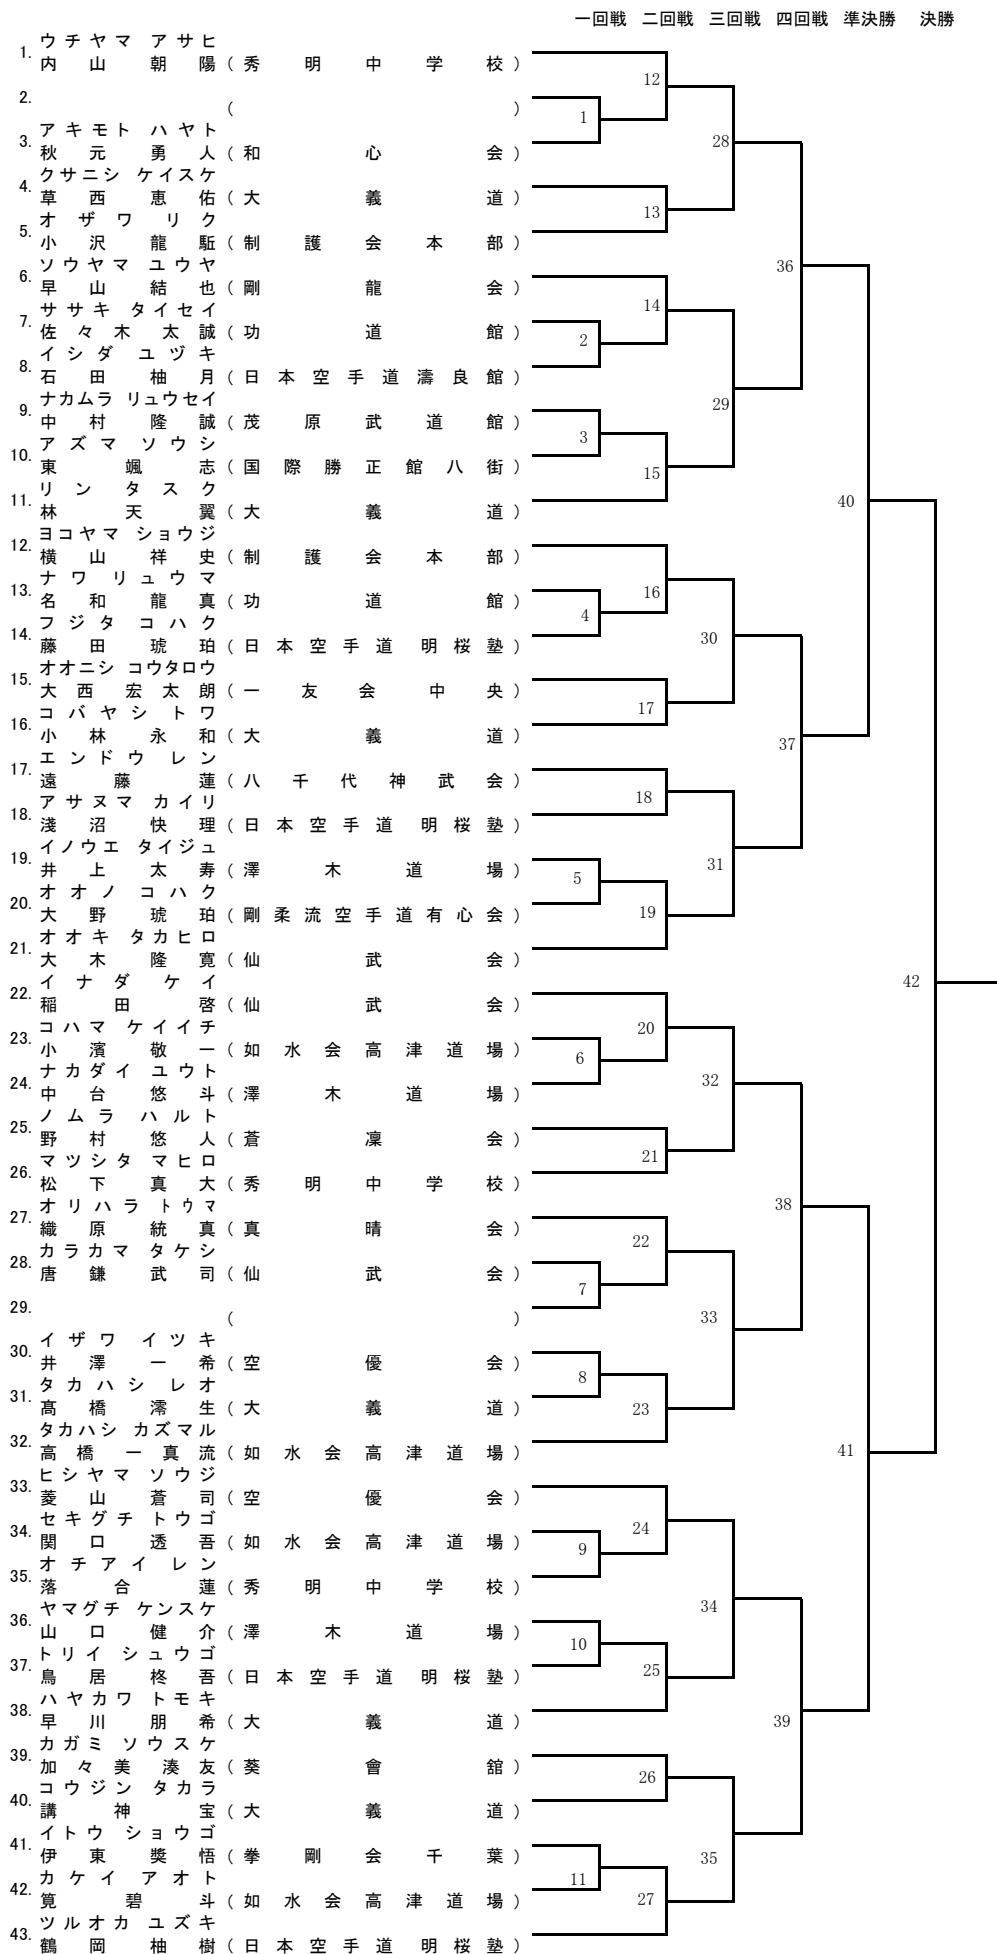 一回戦 二回戦 三回戦 四回戦 準決勝 決勝
ウチヤマ アサヒ
1. 内山朝陽(秀明中学校)
12
2. ( )
1
アキモト ハヤト
3. 秋元勇人(和心会)
28
クサニシ ケイスケ
4. 草西恵佑(大義道)
13
オザワ リク
5. 小沢龍駈(制護会本部)
36
ソウヤマ ユウヤ
6. 早山結也(剛龍会)
14
ササキ タイセイ
7. 佐々木太誠(功道館)
2
イシダ ユヅキ
8. 石田柚月(日本空手道濤良館)
29
ナカムラ リュウセイ
9. 中村隆誠(茂原武道館)
3
アズマ ソウシ
10. 東颯志(国際勝正館八街)
15
リン タスク
11. 林天翼(大義道)
40
ヨコヤマ ショウジ
12. 横山祥史(制護会本部)
16
ナワ リュウマ
13. 名和龍真(功道館)
4
フジタ コハク
14. 藤田琥珀(日本空手道 明桜塾)
30
オオニシ コウタロウ
15. 大西宏太朗(一友会中央)
17
コバヤシ トワ
16. 小林永和(大義道)
37
エンドウ レン
17. 遠藤蓮(八千代神武会)
18
アサヌマ カイリ
18. 淺沼快理(日本空手道 明桜塾)
31
イノウエ タイジュ
19. 井上太寿(澤木道場)
5
オオノ コハク
20. 大野琥珀(剛柔流空手道有心会)
19
オオキ タカヒロ
21. 大木隆寛(仙武会)
42
イナダ ケイ
22. 稲田啓(仙武会)
20
コハマ ケイイチ
23. 小濱敬一(如水会高津道場)
6
ナカダイ ユウト
24. 中台悠斗(澤木道場)
32
ノムラ ハルト
25. 野村悠人(蒼凜会)
21
マツシタ マヒロ
26. 松下真大(秀明中学校)
38
オリハラ トウマ
27. 織原統真(真晴会)
22
カラカマ タケシ
28. 唐鎌武司(仙武会)
7
29. ( )
33
イザワ イツキ
30. 井澤一希(空優会)
8
タカハシ レオ
31. 髙橋澪生(大義道)
23
タカハシ カズマル
32. 高橋一真流(如水会高津道場)
41
ヒシヤマ ソウジ
33. 菱山蒼司(空優会)
24
セキグチ トウゴ
34. 関口透吾(如水会高津道場)
9
オチアイ レン
35. 落合蓮(秀明中学校)
34
ヤマグチ ケンスケ
36. 山口健介(澤木道場)
10
トリイ シュウゴ
37. 鳥居柊吾(日本空手道 明桜塾)
25
ハヤカワ トモキ
38. 早川朋希(大義道)
39
カガミ ソウスケ
39. 加々美湊友(葵會舘)
26
コウジン タカラ
40. 講神宝(大義道)
イトウ ショウゴ
41. 伊東奬悟(拳剛会千葉)
35
11
カケイ アオト
42. 筧碧斗(如水会高津道場)
27
ツルオカ ユズキ
43. 鶴岡柚樹(日本空手道 明桜塾)